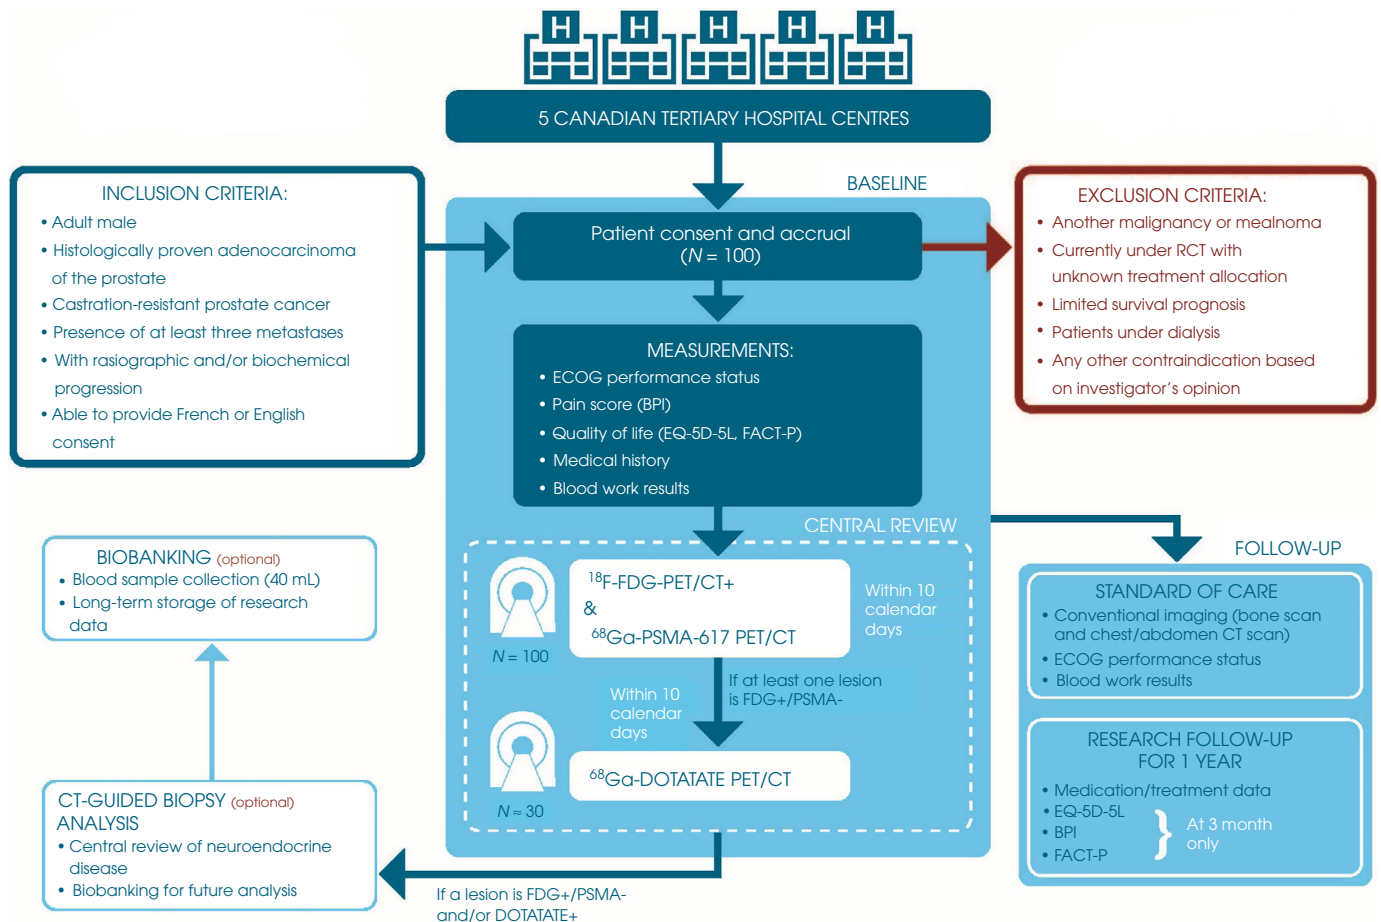 H H H H H
5 CANADIAN TERTIARY HOSPITAL CENTRES
INCLUSION CRITERIA:
• Adult male
• Histologically proven adenocarcinoma
of the prostate
• Castration-resistant prostate cancer
• Presence of at least three metastases
• With rasiographic and/or biochemical
progression
• Able to provide French or English
consent
BASELINE
Patient consent and accrual
(N = 100)
EXCLUSION CRITERIA:
• Another malignancy or mealnoma
• Currently under RCT with
unknown treatment allocation
• Limited survival prognosis
• Patients under dialysis
• Any other contraindication based
on investigator's opinion
MEASUREMENTS:
• ECOG performance status
• Pain score (BPI)
• Quality of life (EQ-5D-5L, FACT-P)
• Medical history
• Blood work results
CENTRAL REVIEW
¹⁸F-FDG-PET/CT+
&
⁶⁸Ga-PSMA-617 PET/CT
N = 100
Within 10
calendar
days
If at least one lesion
is FDG+/PSMA-
Within 10
calendar
days
⁶⁸Ga-DOTATATE PET/CT
N ≈ 30
FOLLOW-UP
STANDARD OF CARE
• Conventional imaging (bone scan
and chest/abdomen CT scan)
• ECOG performance status
• Blood work results
RESEARCH FOLLOW-UP
FOR 1 YEAR
• Medication/treatment data
• EQ-5D-5L
• BPI
• FACT-P
} At 3 month
only
If a lesion is FDG+/PSMA-
and/or DOTATATE+
CT-GUIDED BIOPSY (optional)
ANALYSIS
• Central review of neuroendocrine
disease
• Biobanking for future analysis
BIOBANKING (optional)
• Blood sample collection (40 mL)
• Long-term storage of research
data